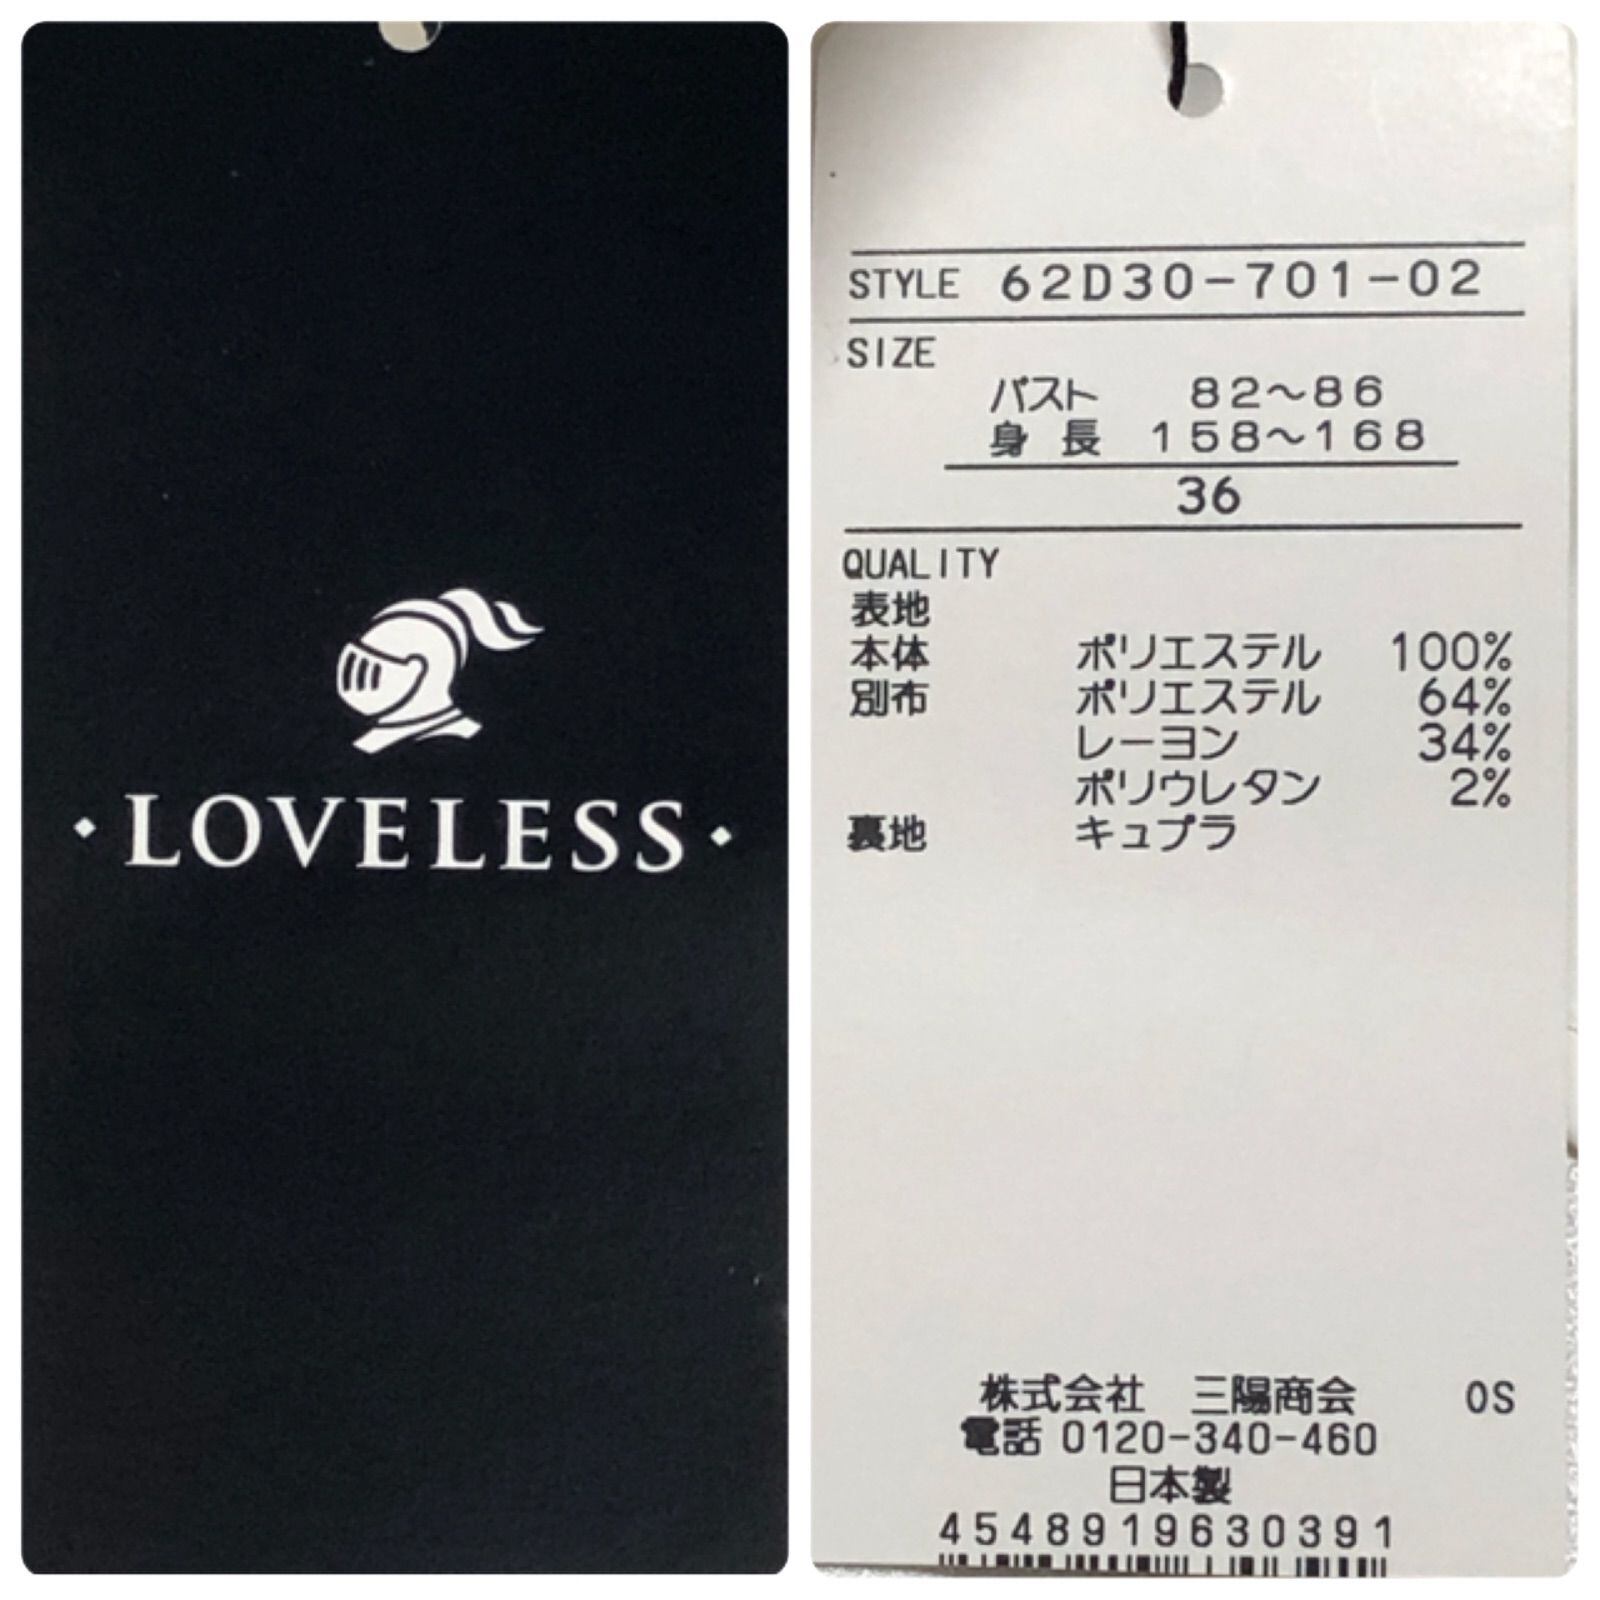 LOVELESS
STYLE 62D30-701-02
SIZE
バスト 82～86
身 長 158～168
36
QUALITY
表地
本体 ポリエステル 100%
別布 ポリエステル 64%
レーヨン 34%
ポリウレタン 2%
裏地 キュプラ
株式会社 三陽商会 OS
電話 0120-340-460
日本製
4548919630391